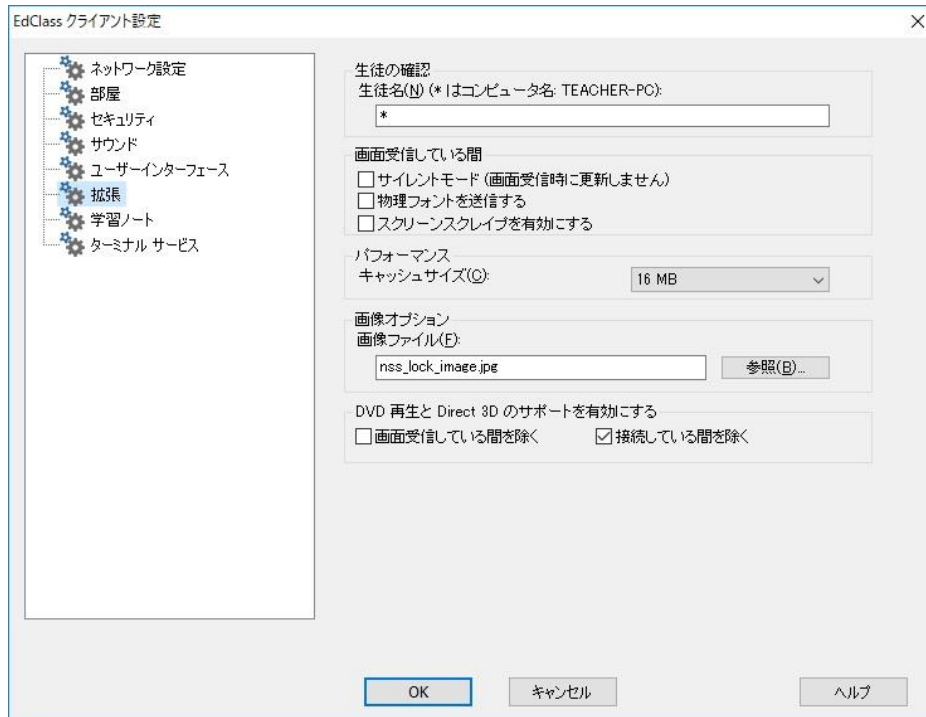 EdClass クライアント設定
ネットワーク設定
部屋
セキュリティ
サウンド
ユーザーインターフェース
拡張
学習ノート
ターミナル サービス
生徒の確認
生徒名(N) (* はコンピュータ名: TEACHER-PC):
*
画面受信している間
サイレントモード (画面受信時に更新しません)
物理フォントを送信する
スクリーンスクレイプを有効にする
パフォーマンス
キャッシュサイズ(C):
16 MB
画像オプション
画像ファイル(F):
nss_lock_image.jpg
参照(B)...
DVD 再生と Direct 3D のサポートを有効にする
画面受信している間を除く
接続している間を除く
OK
キャンセル
ヘルプ